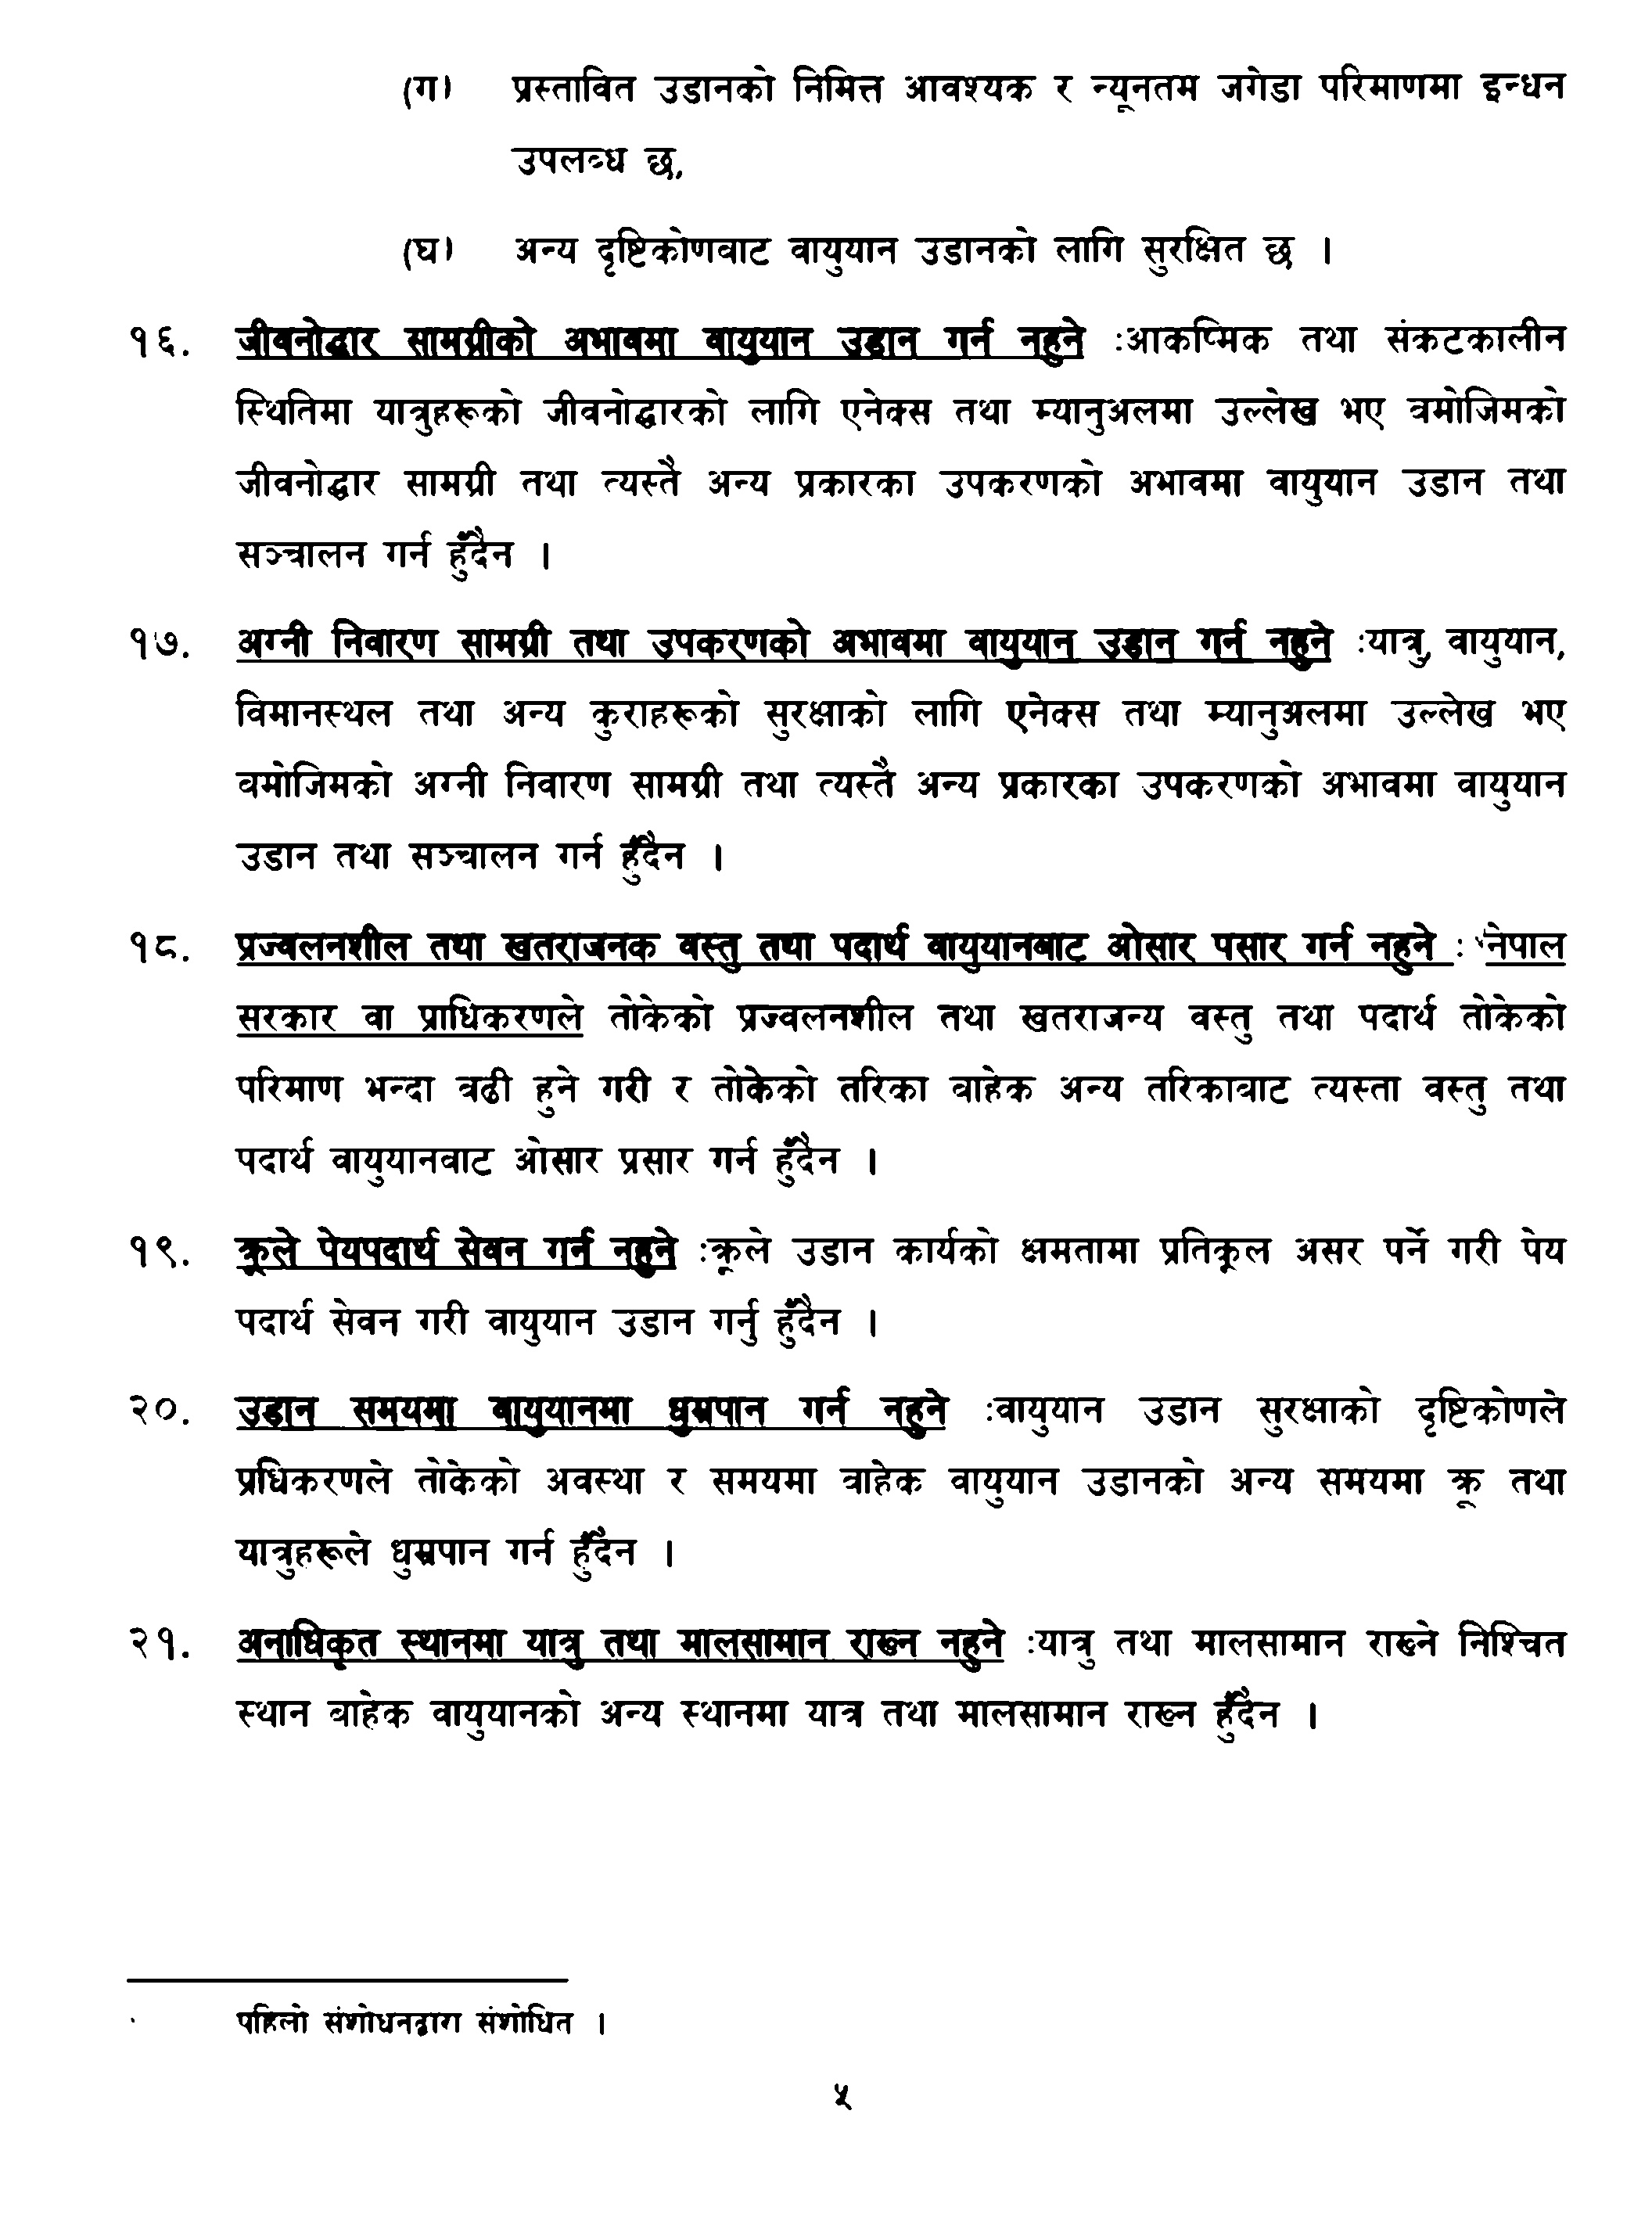 (ग) प्रस्तावित उडानको निमित्त आवश्यक र न्यूनतम जगेडा परिमाणमा इन्धन
उपलब्ध छ,
(घ) अन्य दृष्टिकोणबाट वायुयान उडानको लागि सुरक्षित छ ।
१६. जीवनोद्धार सामग्रीको अभावमा वायुयान उडान गर्न नहुने :आकष्मिक तथा संकटकालीन
स्थितिमा यात्रुहरूको जीवनोद्धारको लागि एनेक्स तथा म्यानुअलमा उल्लेख भए बमोजिमको
जीवनोद्धार सामग्री तथा त्यस्तै अन्य प्रकारका उपकरणको अभावमा वायुयान उडान तथा
सञ्चालन गर्न हुँदैन ।
१७. अग्नी निवारण सामग्री तथा उपकरणको अभावमा वायुयान उडान गर्न नहुने :यात्रु, वायुयान,
विमानस्थल तथा अन्य कुराहरूको सुरक्षाको लागि एनेक्स तथा म्यानुअलमा उल्लेख भए
बमोजिमको अग्नी निवारण सामग्री तथा त्यस्तै अन्य प्रकारका उपकरणको अभावमा वायुयान
उडान तथा सञ्चालन गर्न हुँदैन ।
१८. प्रज्वलनशील तथा खतराजनक वस्तु तथा पदार्थ वायुयानबाट ओसार पसार गर्न नहुने : नेपाल
सरकार वा प्राधिकरणले तोकेको प्रज्वलनशील तथा खतराजन्य वस्तु तथा पदार्थ तोकेको
परिमाण भन्दा बढी हुने गरी र तोकेको तरिका बाहेक अन्य तरिकाबाट त्यस्ता वस्तु तथा
पदार्थ वायुयानबाट ओसार प्रसार गर्न हुँदैन ।
१९. क्रूले पेयपदार्थ सेवन गर्न नहुने :क्रूले उडान कार्यको क्षमतामा प्रतिकूल असर पर्ने गरी पेय
पदार्थ सेवन गरी वायुयान उडान गर्नु हुँदैन ।
२०. उडान समयमा वायुयानमा धुम्रपान गर्न नहुने :वायुयान उडान सुरक्षाको दृष्टिकोणले
प्रधिकरणले तोकेको अवस्था र समयमा बाहेक वायुयान उडानको अन्य समयमा क्रू तथा
यात्रुहरूले धुम्रपान गर्न हुँदैन ।
२१. अनाधिकृत स्थानमा यात्रु तथा मालसामान राख्न नहुने :यात्रु तथा मालसामान राख्ने निश्चित
स्थान बाहेक वायुयानको अन्य स्थानमा यात्र तथा मालसामान राख्न हुँदैन ।
पहिलो संशोधनद्वारा संशोधित ।
५